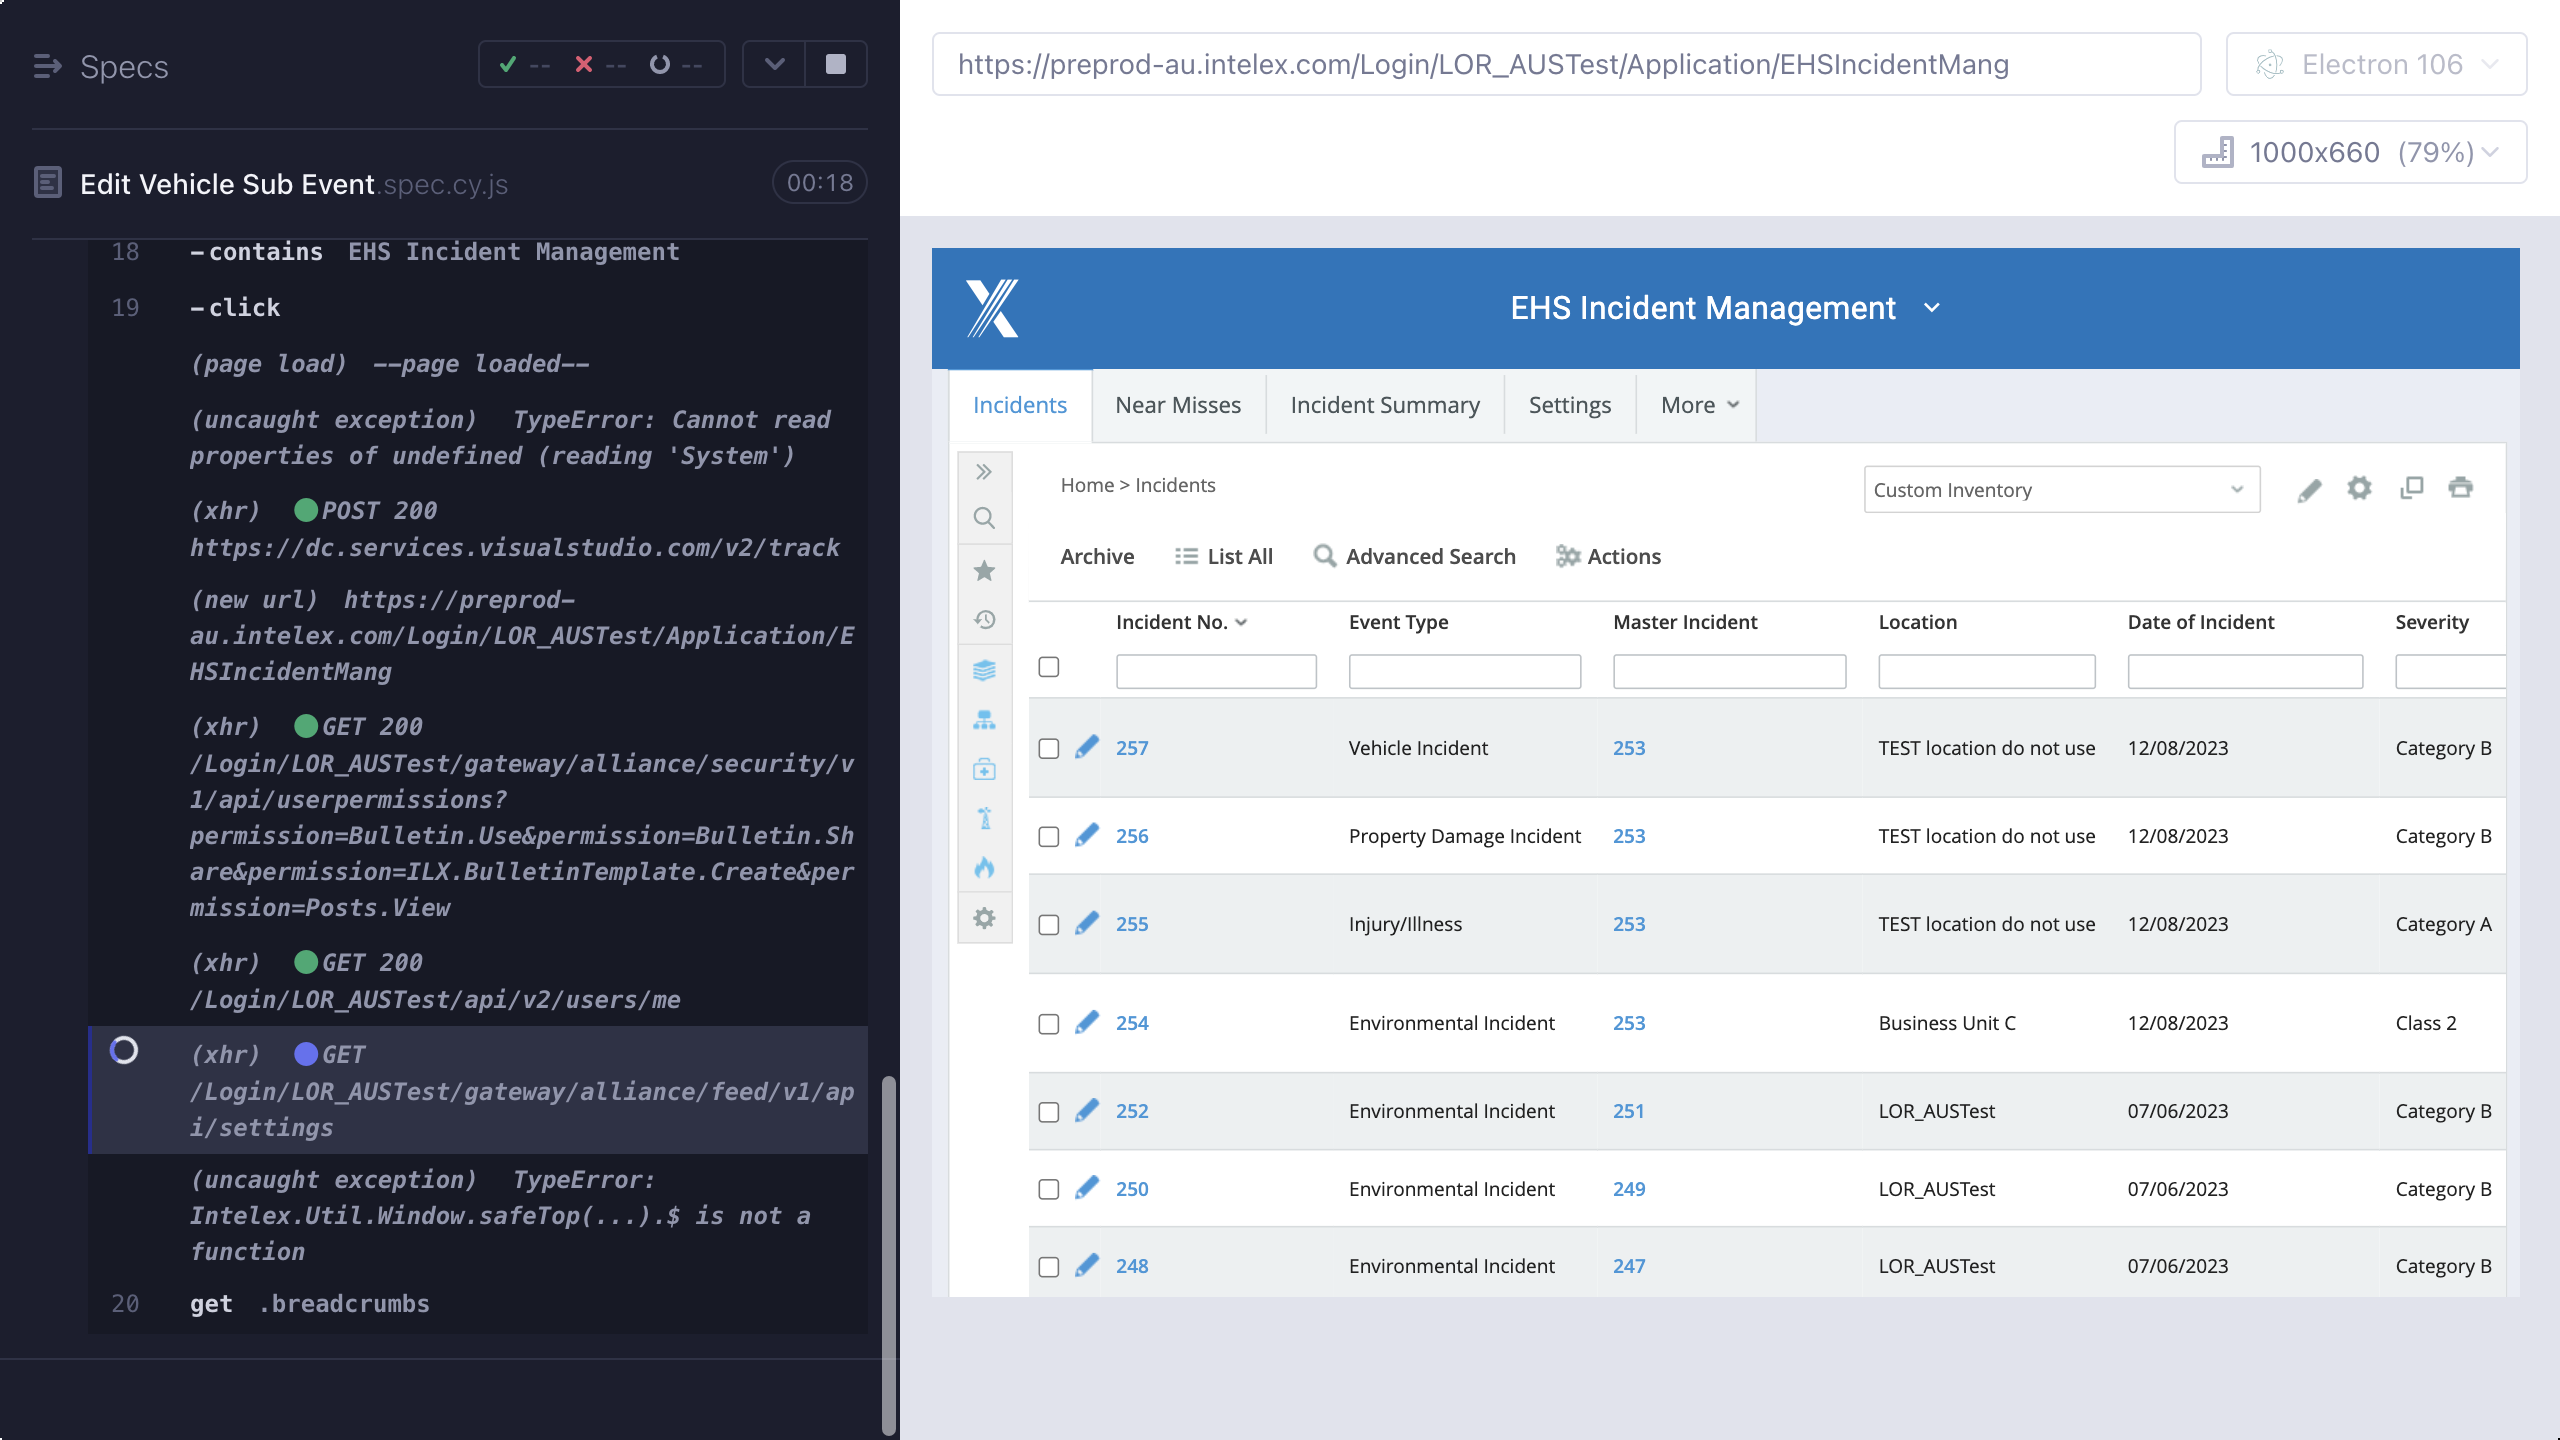 Specs
--
--
--
Edit Vehicle Sub Event.spec.cy.js
00:18
18 -contains EHS Incident Management
19 -click
(page load) --page loaded--
(uncaught exception) TypeError: Cannot read
properties of undefined (reading 'System')
(xhr) POST 200
https://dc.services.visualstudio.com/v2/track
(new url) https://preprod-
au.intelex.com/Login/LOR_AUSTest/Application/E
HSIncidentMang
(xhr) GET 200
/Login/LOR_AUSTest/gateway/alliance/security/v
1/api/userpermissions?
permission=Bulletin.Use&permission=Bulletin.Sh
are&permission=ILX.BulletinTemplate.Create&per
mission=Posts.View
(xhr) GET 200
/Login/LOR_AUSTest/api/v2/users/me
(xhr) GET
/Login/LOR_AUSTest/gateway/alliance/feed/v1/ap
i/settings
(uncaught exception) TypeError:
Intelex.Util.Window.safeTop(...).$ is not a
function
20 get .breadcrumbs
https://preprod-au.intelex.com/Login/LOR_AUSTest/Application/EHSIncidentMang
Electron 106
1000x660 (79%)
EHS Incident Management
Incidents Near Misses Incident Summary Settings More
Home > Incidents
Custom Inventory
Archive List All Advanced Search Actions
Incident No. Event Type Master Incident Location Date of Incident Severity
257 Vehicle Incident 253 TEST location do not use 12/08/2023 Category B
256 Property Damage Incident 253 TEST location do not use 12/08/2023 Category B
255 Injury/Illness 253 TEST location do not use 12/08/2023 Category A
254 Environmental Incident 253 Business Unit C 12/08/2023 Class 2
252 Environmental Incident 251 LOR_AUSTest 07/06/2023 Category B
250 Environmental Incident 249 LOR_AUSTest 07/06/2023 Category B
248 Environmental Incident 247 LOR_AUSTest 07/06/2023 Category B